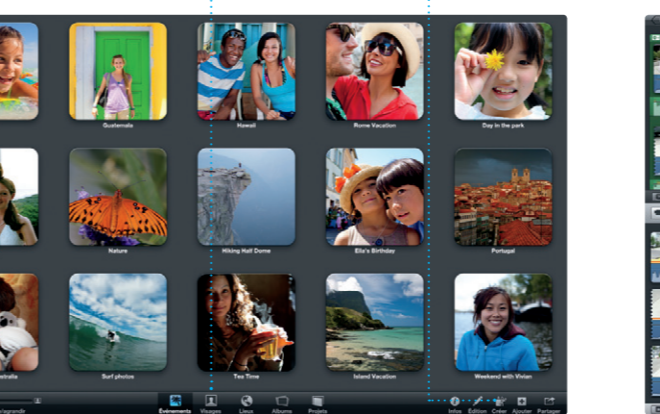 Guatemala
Hawaii
Rome Vacation
Day in the park
Nature
Hiking Half Dome
Ella's Birthday
Portugal
Surf photos
Tea Time
Island Vacation
Weekend with Vivian
Événements Visages Lieux Albums Projets Infos Édition Créer Ajouter Partager